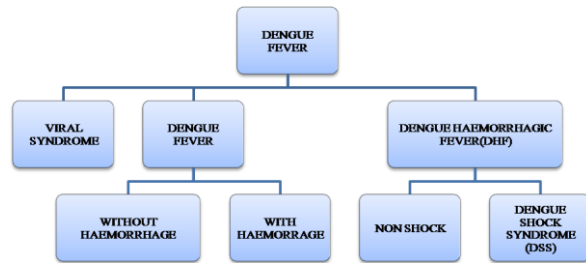 DENGUE
FEVER
VIRAL
SYNDROME
DENGUE
FEVER
DENGUE HAEMORRHAGIC
FEVER(DHF)
WITHOUT
HAEMORRHAGE
WITH
HAEMORRAGE
NON SHOCK
DENGUE
SHOCK
SYNDROME
(DSS)